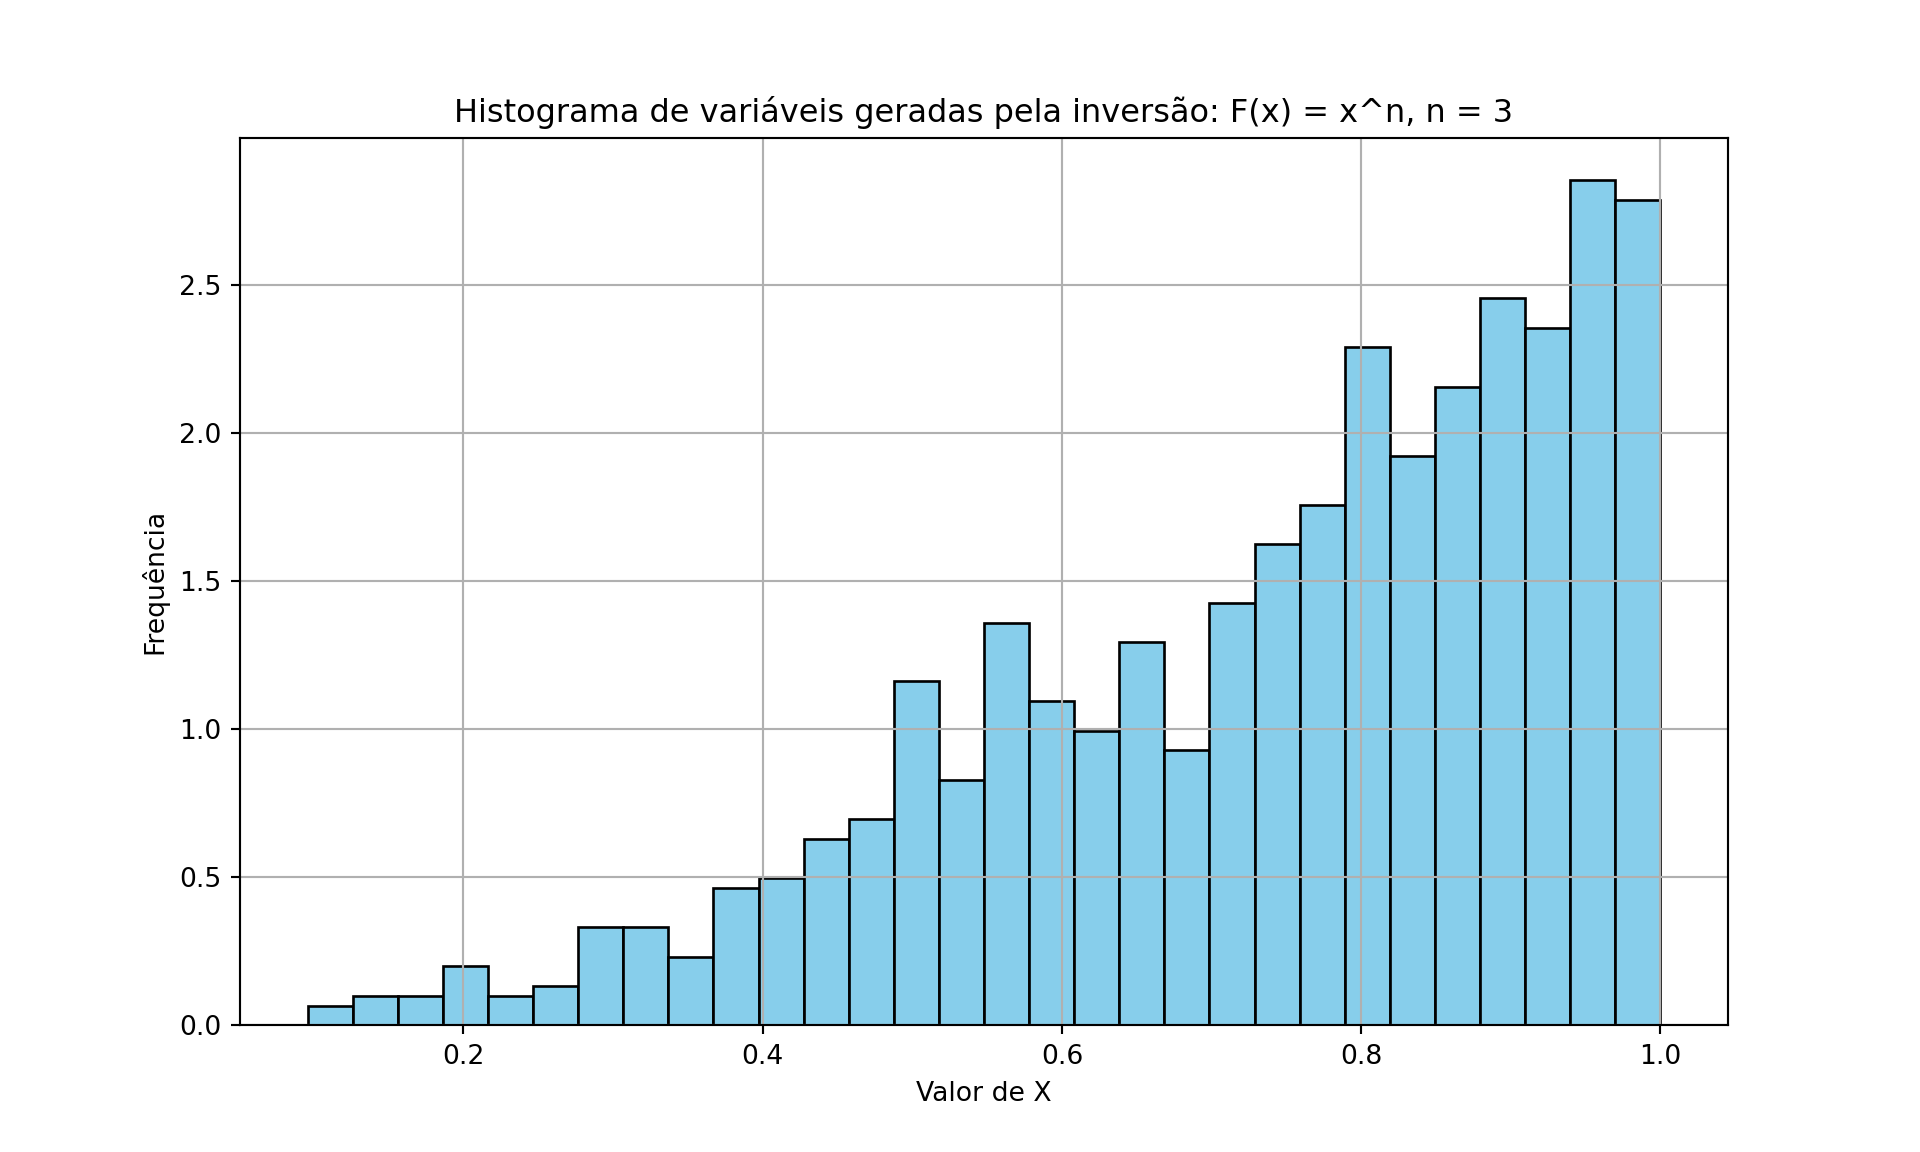 Histograma de variáveis geradas pela inversão: F(x) = x^n, n = 3
Frequência
2.5
2.0
1.5
1.0
0.5
0.0
0.2 0.4 0.6 0.8 1.0
Valor de X